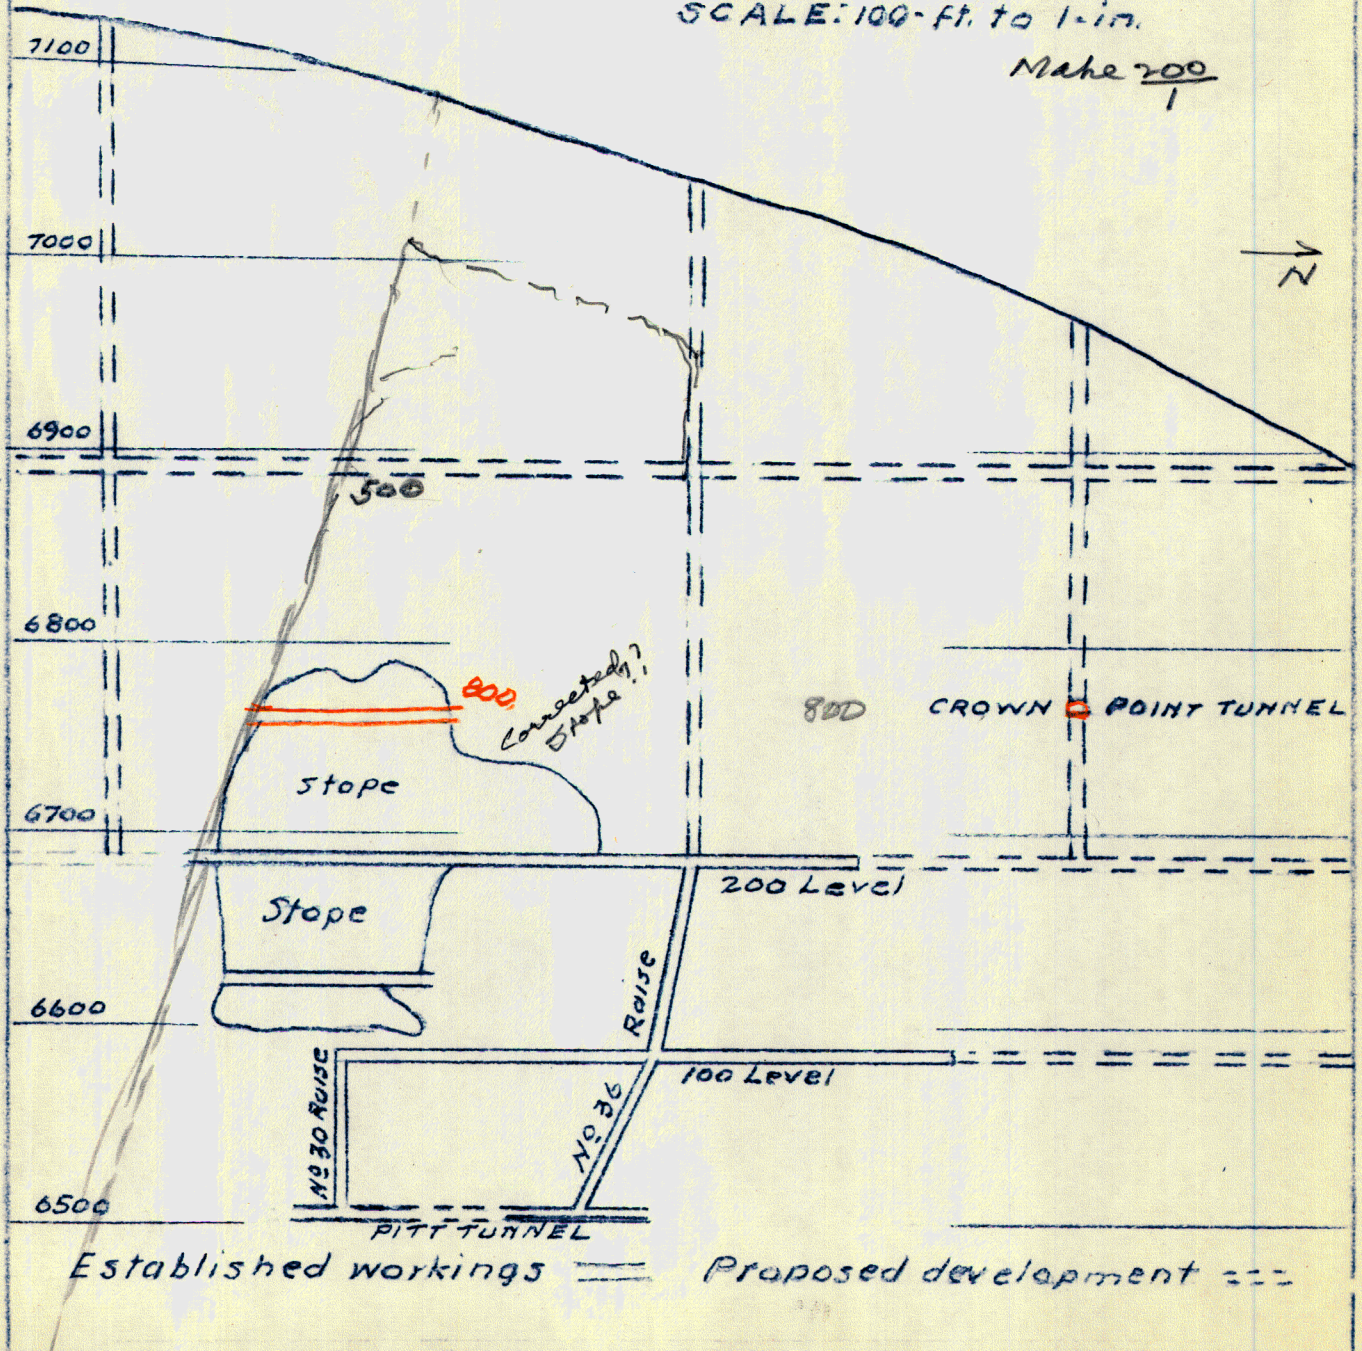 SCALE: 100-ft. to 1-in.
Make 200
1
7100
7000
N
6900
500
6800
800
Corrected??
Stope
800
CROWN POINT TUNNEL
stope
6700
200 Level
Stope
Raise
6600
100 Level
Nº 30 Raise
Nº 36
6500
PITT TUNNEL
Established workings
Proposed development